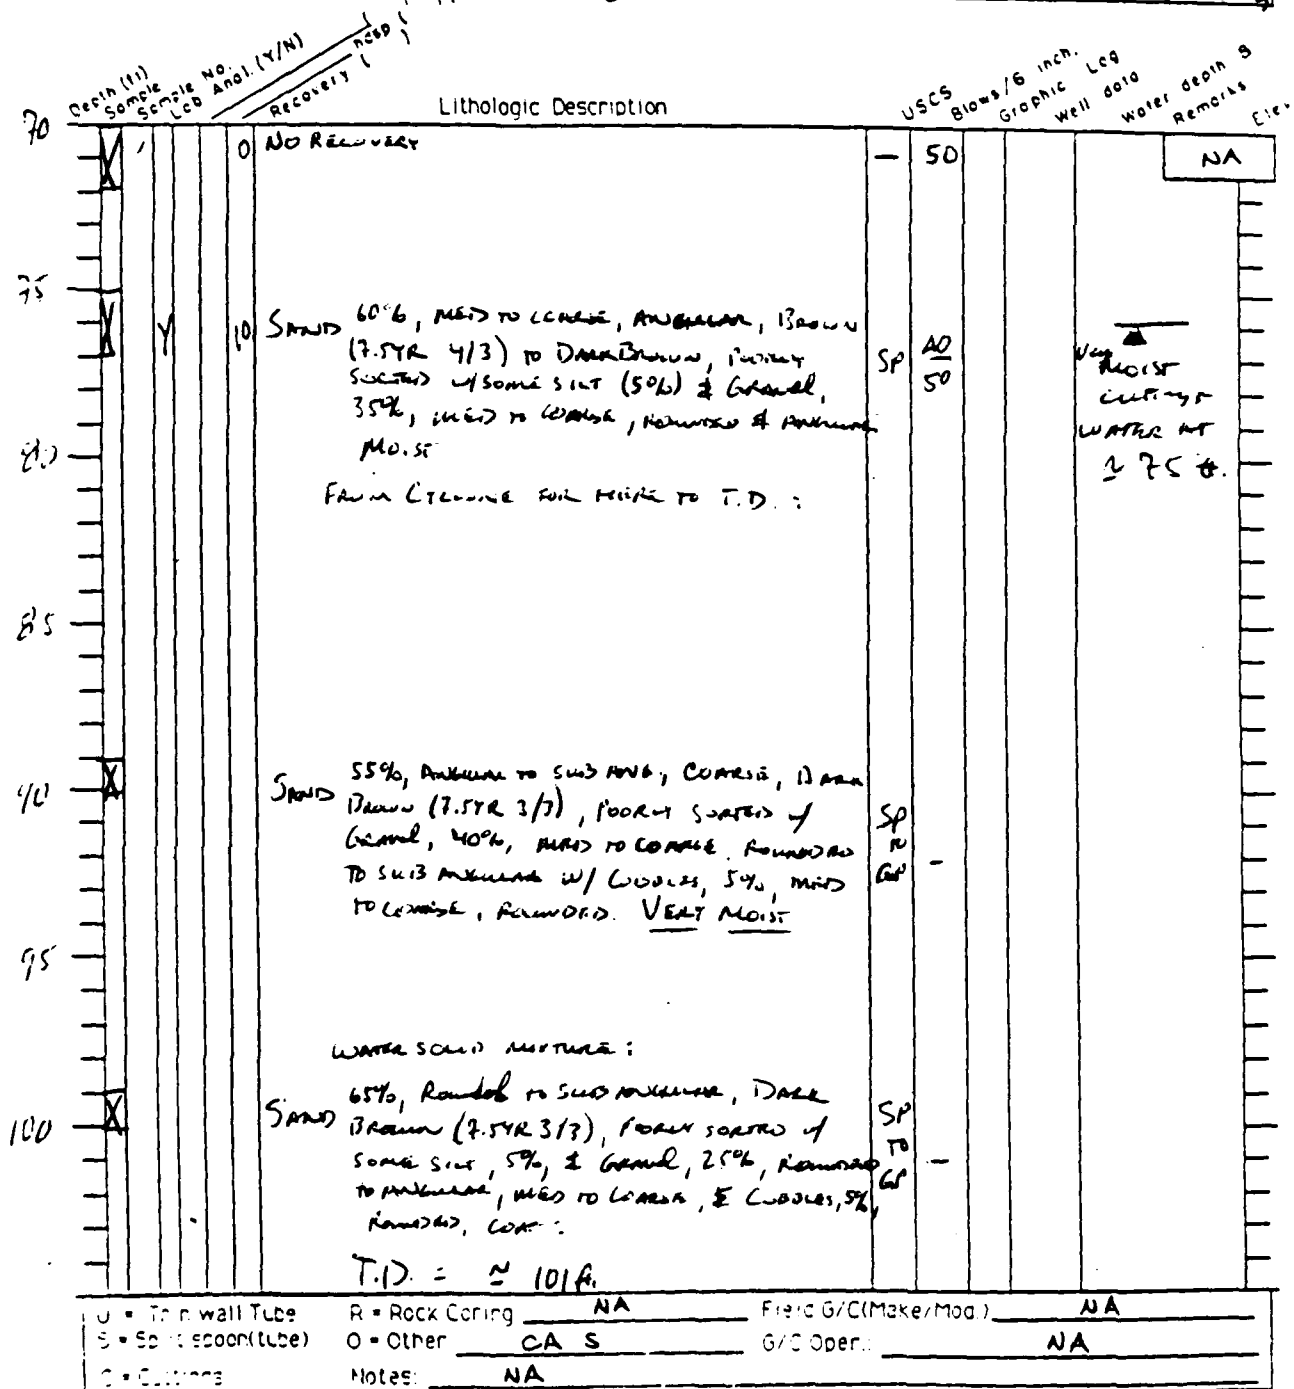 Depth (ft)
Sample
Sample No.
Lab Anal. (Y/N)
Recovery (
Lithologic Description
USCS
Blows/6 inch.
Graphic Log
Well data
Water depth &
Remarks
70
0 NO RECOVERY — 50 NA
75
Y 10 SAND 60%, MED TO COARSE, ANGULAR, BROWN
(7.5YR 4/3) TO DARK BROWN, POORLY
SORTED W/ SOME SILT (5%) & GRAVEL,
35%, MED TO COARSE, ROUNDED & ANGULAR
MOIST
SP 40
50
Very
MOIST
cuttings
WATER AT
≃ 75 ft.
80
FROM CYCLONE FOR HERE TO T.D. :
85
90
SAND 55%, ANGULAR TO SUB ANG., COARSE, DARK
BROWN (7.5YR 3/3), POORLY SORTED W/
GRAVEL, 40%, MED TO COARSE. ROUNDED
TO SUB ANGULAR W/ COBBLES, 5%, MED
TO COARSE, ROUNDED. VERY MOIST
SP
TO
GP -
95
WATER SOLID MIXTURE :
100
SAND 65%, Rounded TO SUB ANGULAR, DARK
BROWN (7.5YR 3/3), POORLY SORTED W/
SOME SILT, 5%, & GRAVEL, 25%, ROUNDED
TO ANGULAR, MED TO COARSE, & COBBLES, 5%,
ROUNDED,
SP
TO
GP -
T.D. = ≃ 101 ft.
= Thin wall Tube R = Rock Coring NA Field G/C(Make/Mod.) NA
S = Split spoon(tube) O = Other CA S G/C Oper.: NA
C = Cuttings Notes: NA